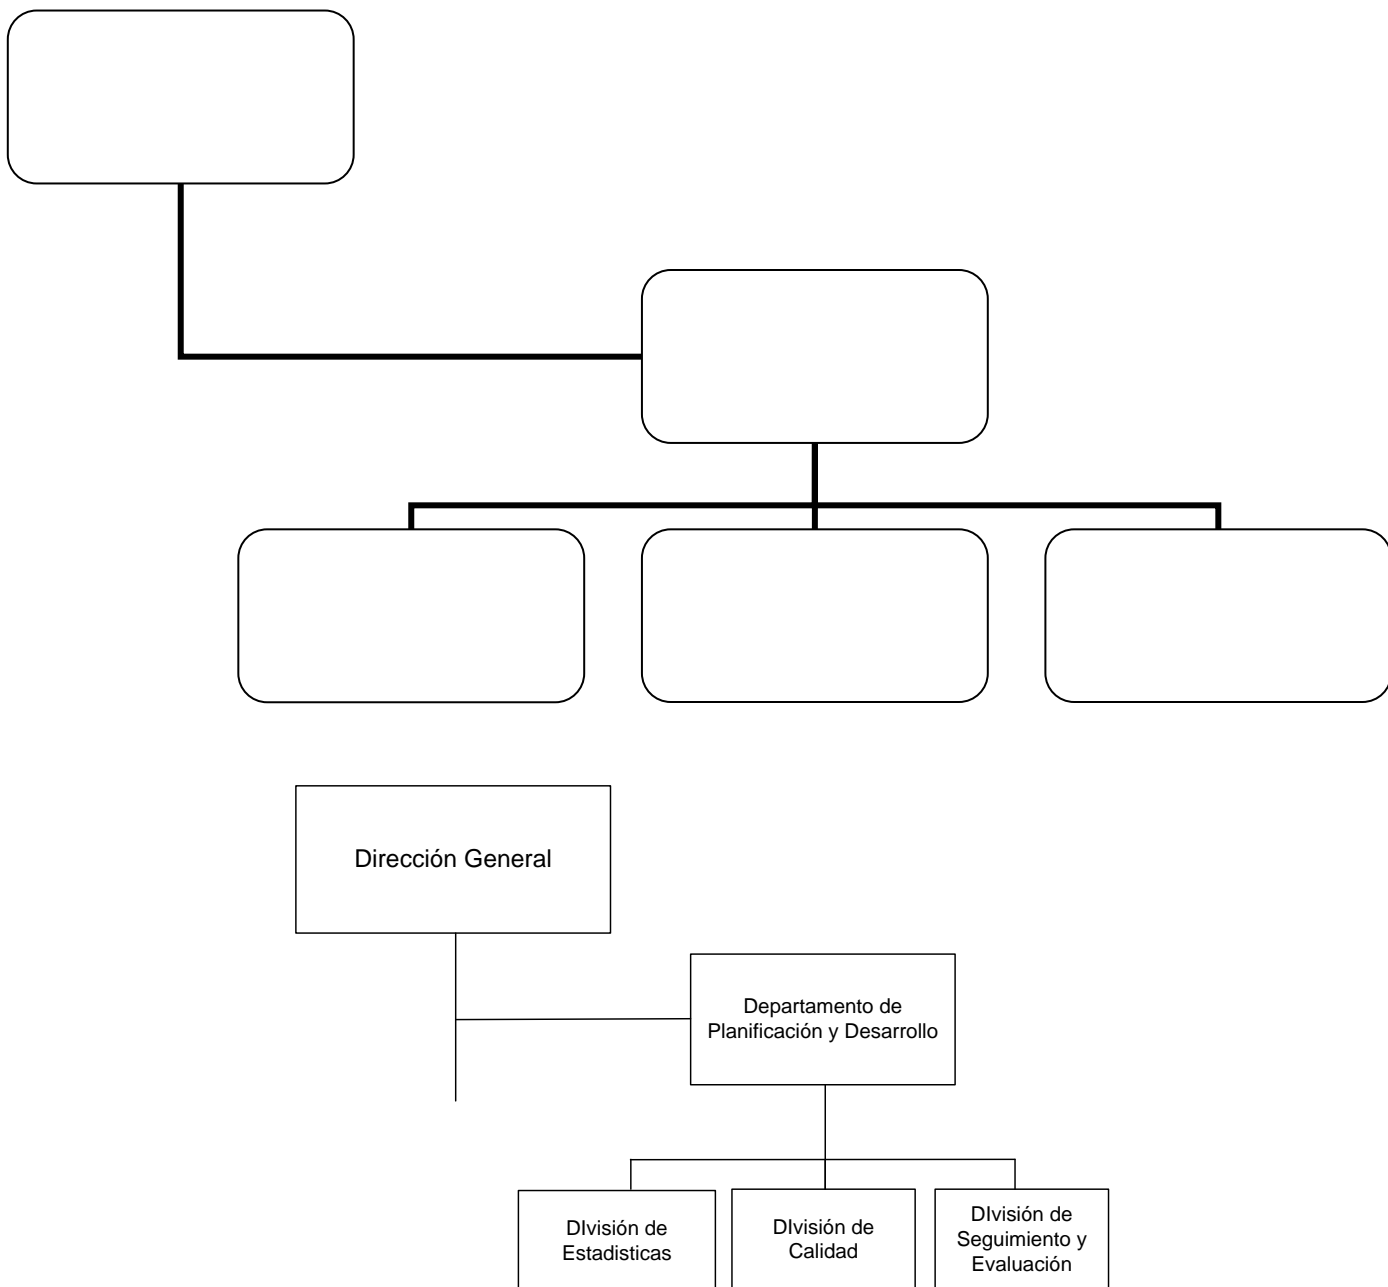 Dirección General
Departamento de
Planificación y Desarrollo
DIvisión de
Estadisticas
DIvisión de
Calidad
DIvisión de
Seguimiento y
Evaluación